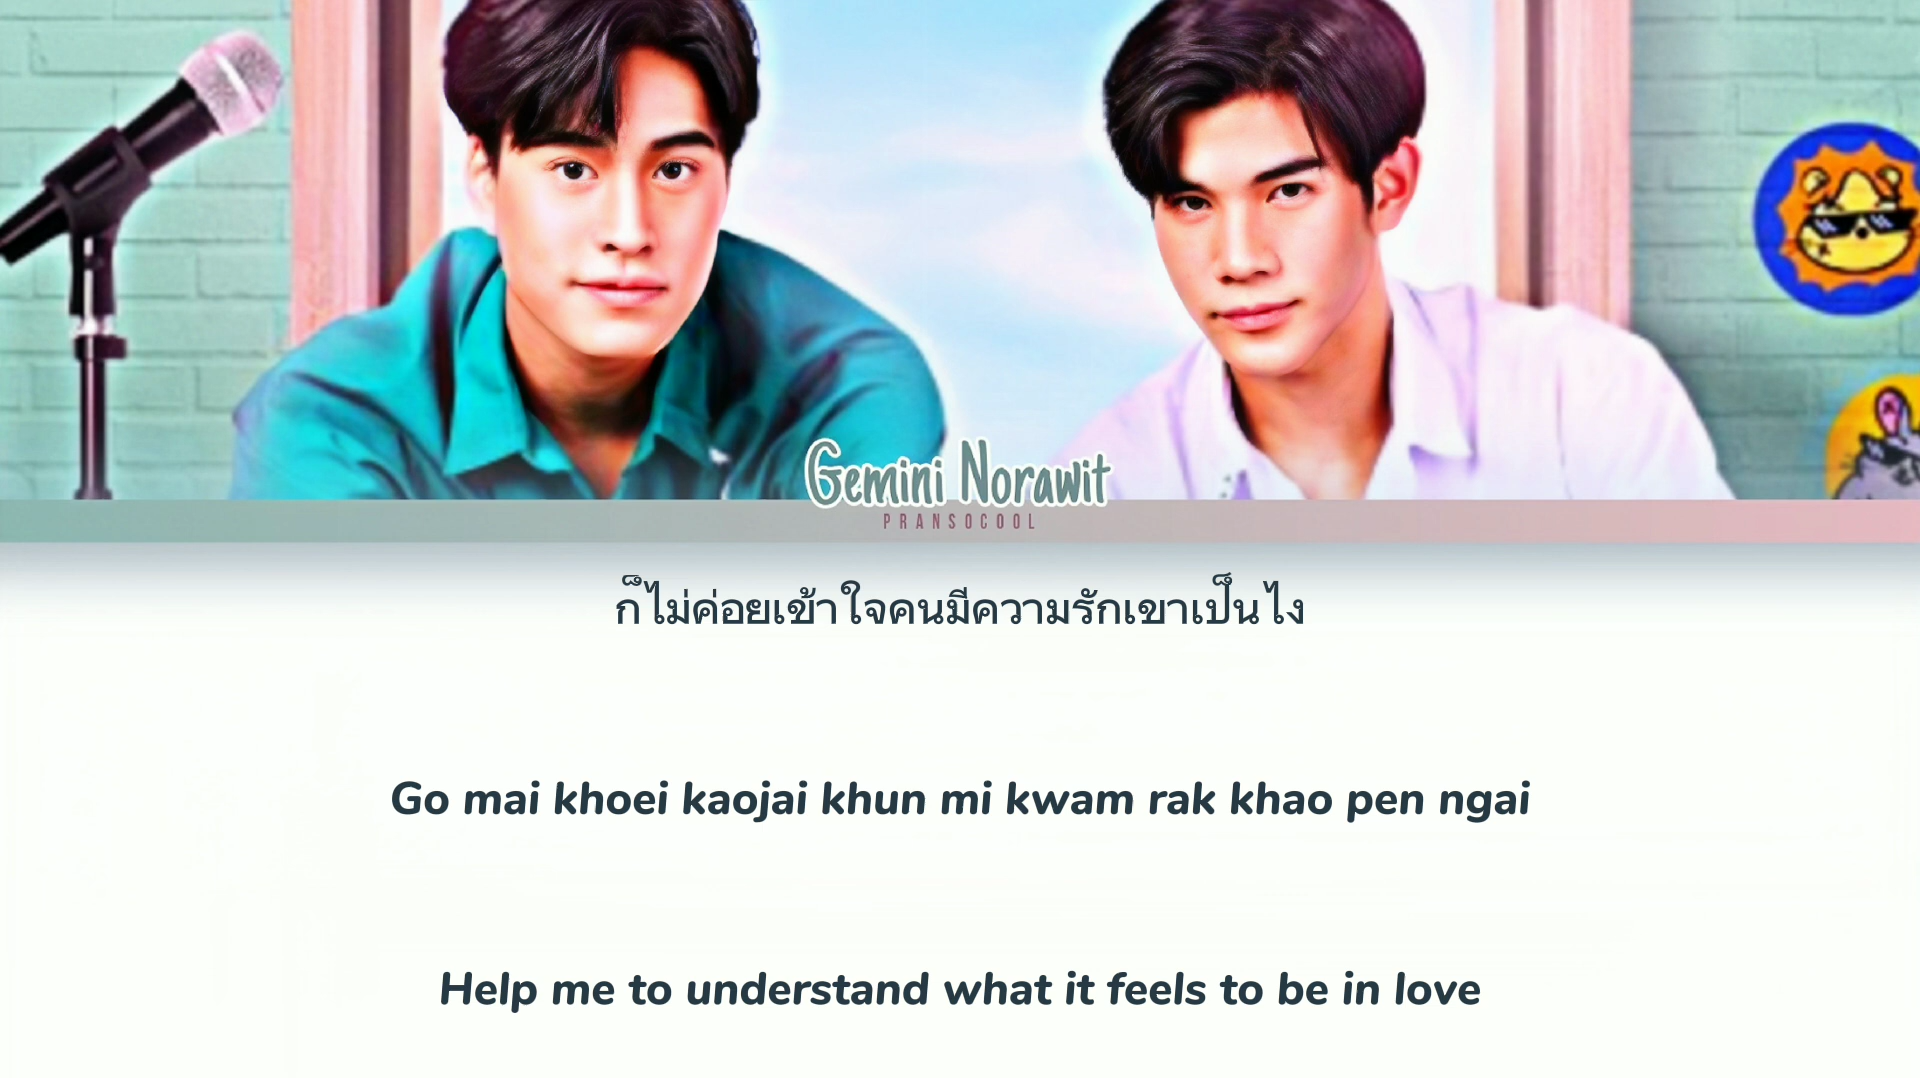 Gemini Norawit
PRANSOCOOL
ก็ไม่ค่อยเข้าใจคนมีความรักเขาเป็นไง
Go mai khoei kaojai khun mi kwam rak khao pen ngai
Help me to understand what it feels to be in love